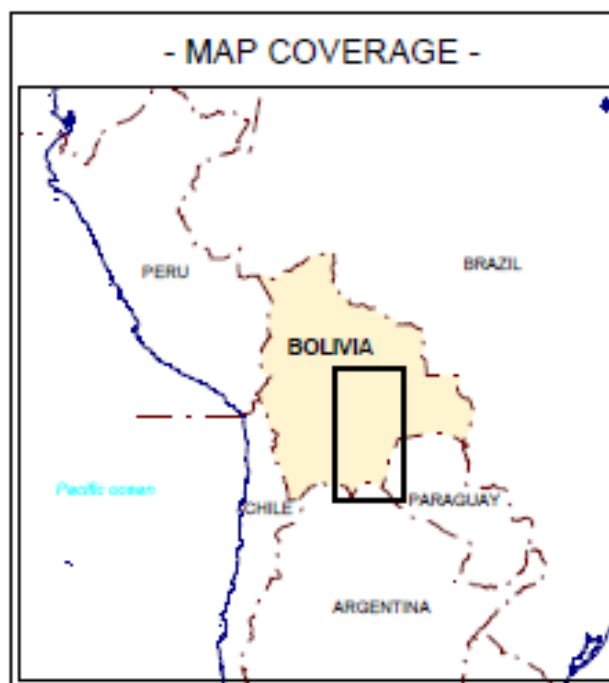 - MAP COVERAGE -
PERU
BRAZIL
BOLIVIA
Pacific ocean
CHILE
PARAGUAY
ARGENTINA